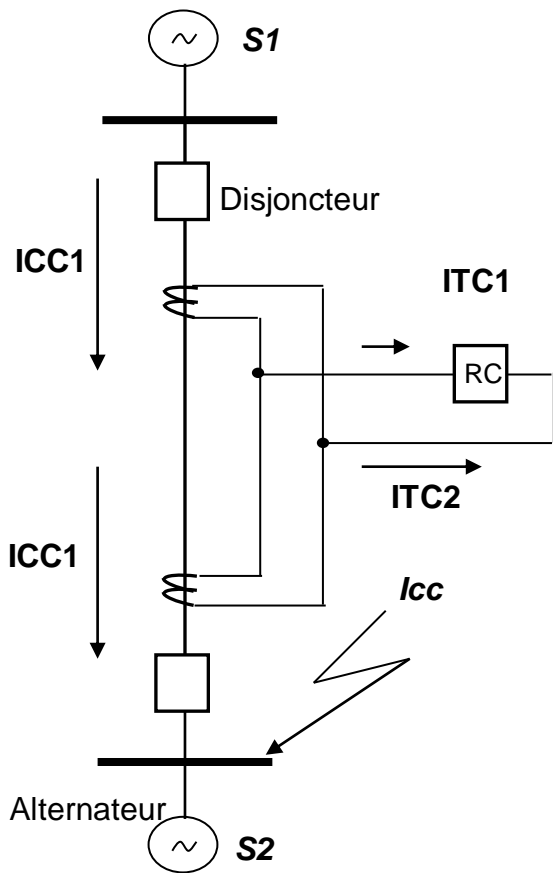 S1
Disjoncteur
ICC1
ITC1
RC
ITC2
ICC1
Icc
Alternateur
S2